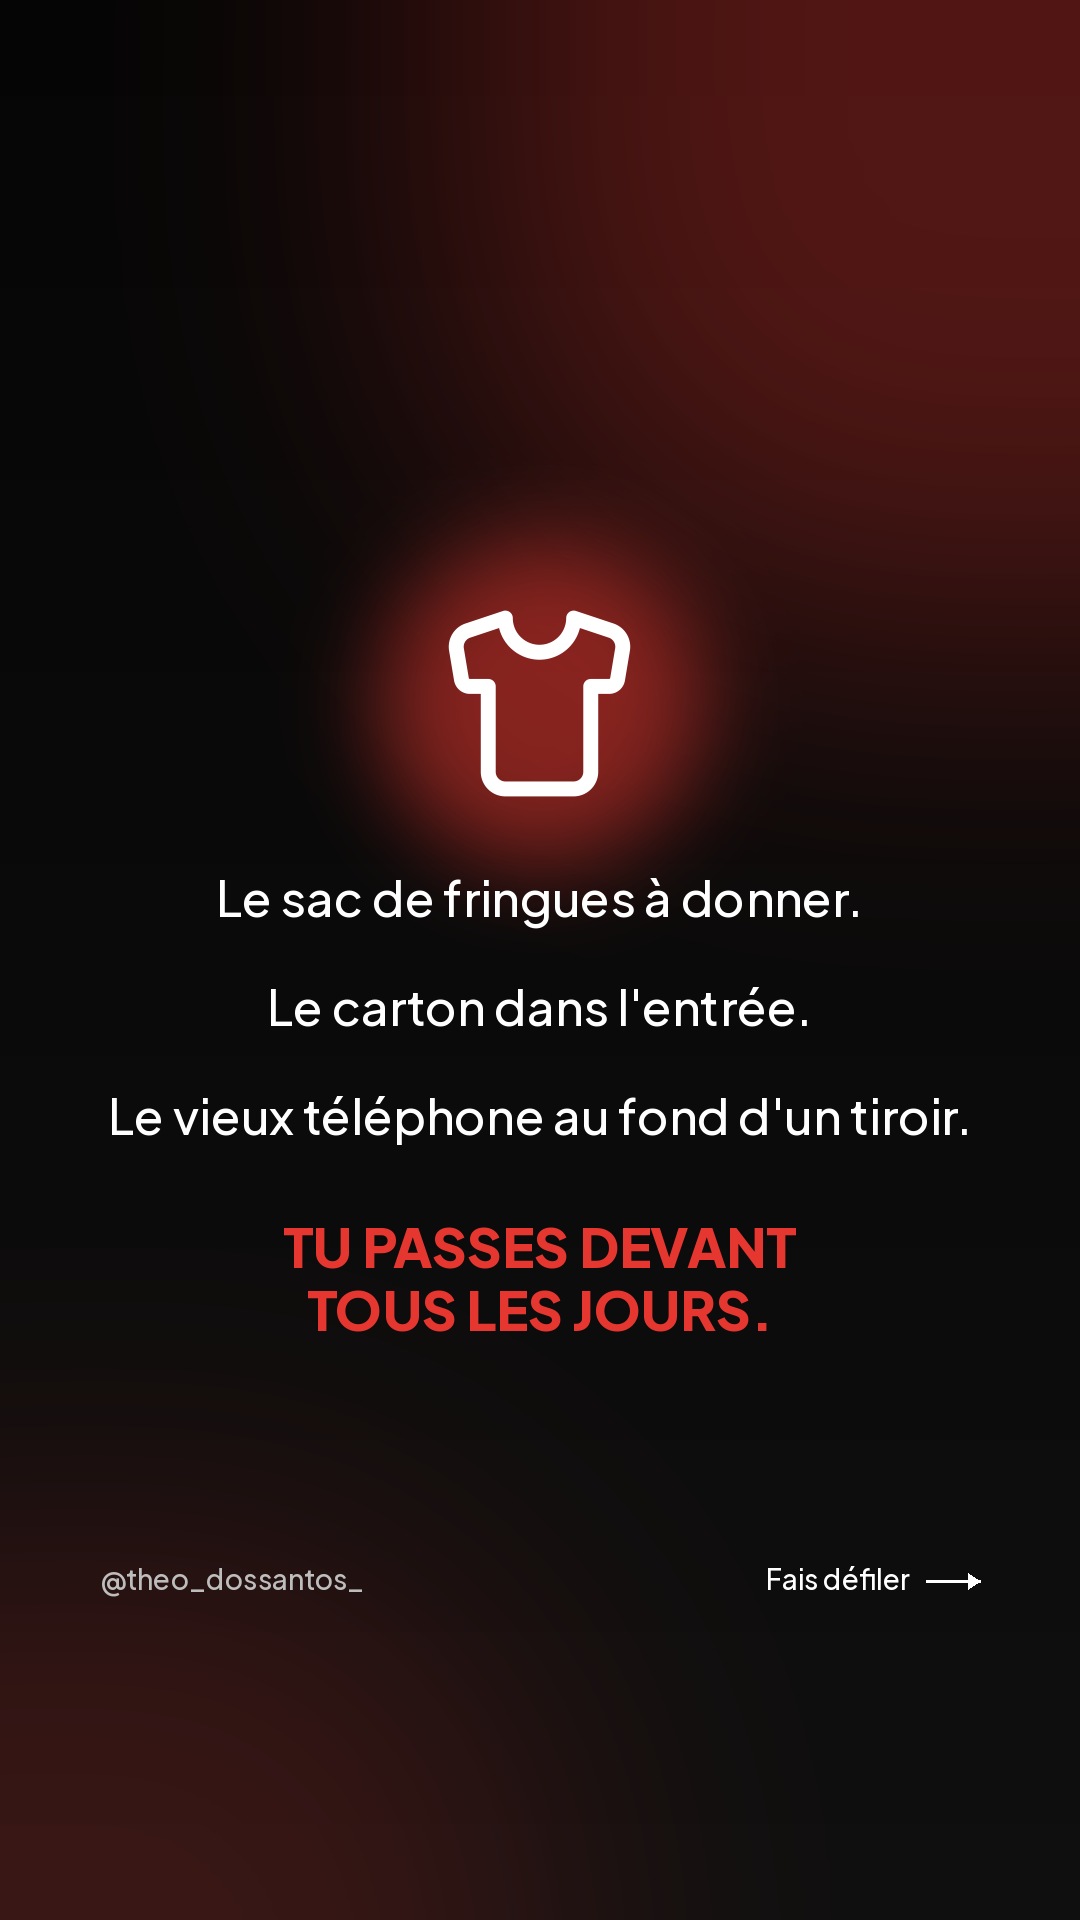 Le sac de fringues à donner.
Le carton dans l'entrée.
Le vieux téléphone au fond d'un tiroir.
TU PASSES DEVANT
TOUS LES JOURS.
@theo_dossantos_
Fais défiler